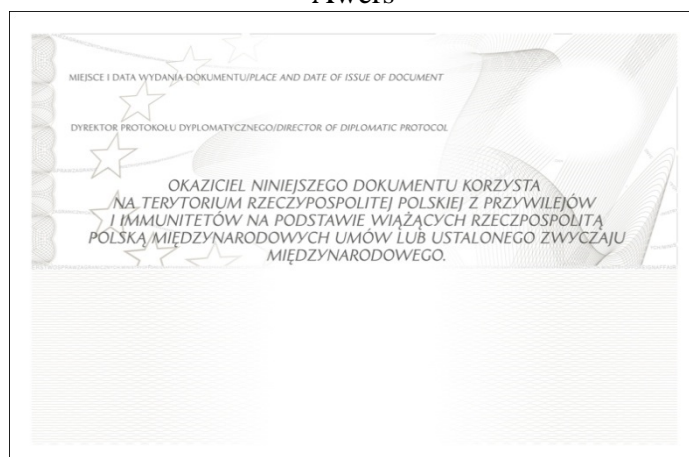 Awers
MIEJSCE I DATA WYDANIA DOKUMENTU/PLACE AND DATE OF ISSUE OF DOCUMENT
DYREKTOR PROTOKOŁU DYPLOMATYCZNEGO/DIRECTOR OF DIPLOMATIC PROTOCOL
OKAZICIEL NINIEJSZEGO DOKUMENTU KORZYSTA
NA TERYTORIUM RZECZYPOSPOLITEJ POLSKIEJ Z PRZYWILEJÓW
I IMMUNITETÓW NA PODSTAWIE WIĄŻĄCYCH RZECZPOSPOLITĄ
POLSKĄ MIĘDZYNARODOWYCH UMÓW LUB USTALONEGO ZWYCZAJU
MIĘDZYNARODOWEGO.